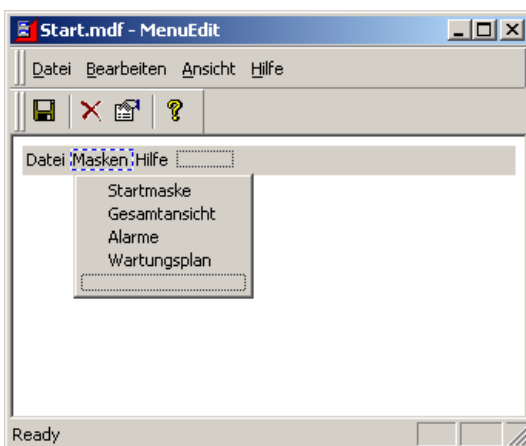 Start.mdf - MenuEdit
Datei Bearbeiten Ansicht Hilfe
Datei Masken Hilfe
Startmaske
Gesamtansicht
Alarme
Wartungsplan
Ready